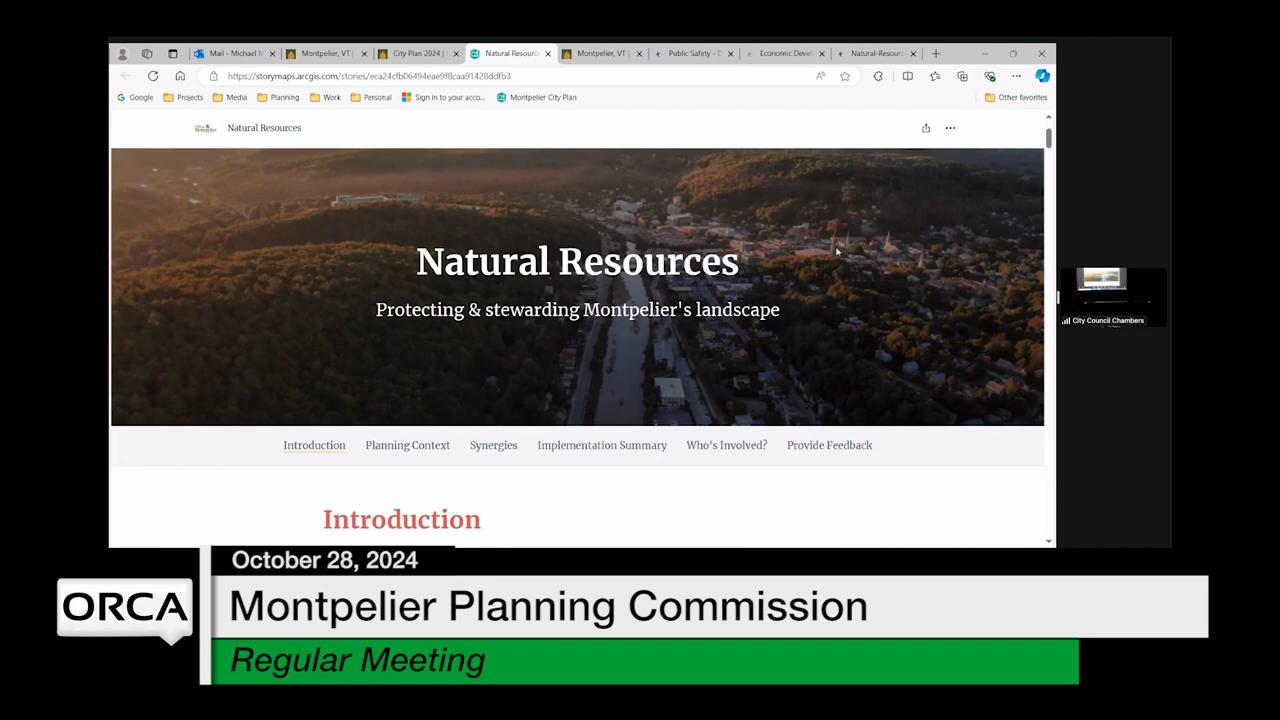 Mail - Michael M
Montpelier, VT |
City Plan 2024 |
Natural Resourc
Montpelier, VT |
Public Safety - D
Economic Devel
Natural-Resourc
https://storymaps.arcgis.com/stories/eca24cfb06494eae9f8caa91428ddfb3
Google
Projects
Media
Planning
Work
Personal
Sign in to your acco...
Montpelier City Plan
Other favorites
Montpelier
Natural Resources
Natural Resources
Protecting & stewarding Montpelier's landscape
City Council Chambers
Introduction
Planning Context
Synergies
Implementation Summary
Who's Involved?
Provide Feedback
Introduction
October 28, 2024
ORCA
Montpelier Planning Commission
Regular Meeting